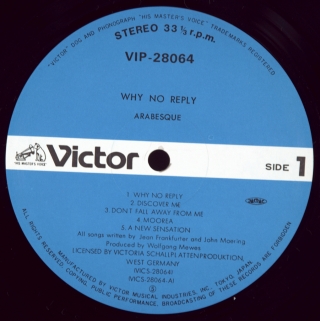 "VICTOR" DOG AND PHONOGRAPH "HIS MASTER'S VOICE" TRADEMARKS REGISTERED
STEREO 33 1/3 r.p.m.
VIP-28064
WHY NO REPLY
ARABESQUE
"HIS MASTER'S VOICE"
Victor
SIDE 1
1. WHY NO REPLY
2. DISCOVER ME
3. DON'T FALL AWAY FROM ME
4. MOOREA
5. A NEW SENSATION
All songs written by Jean Frankfurter and John Moering
Produced by Wolfgang Mewes
LICENSED BY VICTORIA SCHALLPLATTENPRODUKTION,
WEST GERMANY
(VICS-28064)
(VICS-28064-A)
MFD. BY VICTOR MUSICAL INDUSTRIES, INC., TOKYO, JAPAN.
ALL RIGHTS RESERVED. UNAUTHORIZED COPYING, PUBLIC PERFORMANCE, BROADCASTING OF THESE RECORDS ARE FORBIDDEN